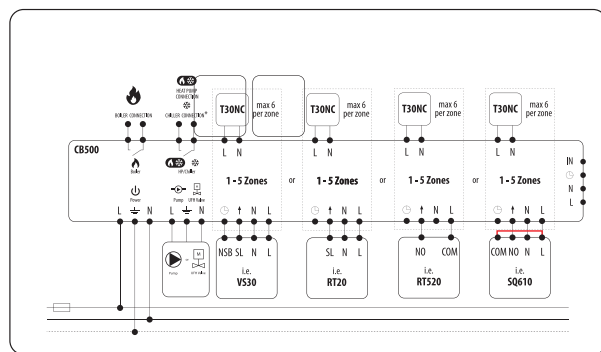 HEAT PUMP
CONNECTION
BOILER CONNECTION
CHILLER CONNECTION*
T30NC
max 6
per zone
T30NC
max 6
per zone
T30NC
max 6
per zone
T30NC
max 6
per zone
CB500
L N
L N
L N
L N
IN
N
L
Boiler
HP/Chiller
1 - 5 Zones
or
1 - 5 Zones
or
1 - 5 Zones
or
1 - 5 Zones
Power
Pump
UFH Valve
L N
L N
N L
N L
N L
N L
NSB SL N L
SL N L
NO COM
COM NO N L
M
or
Pump
UFH Valve
i.e.
VS30
i.e.
RT20
i.e.
RT520
i.e.
SQ610